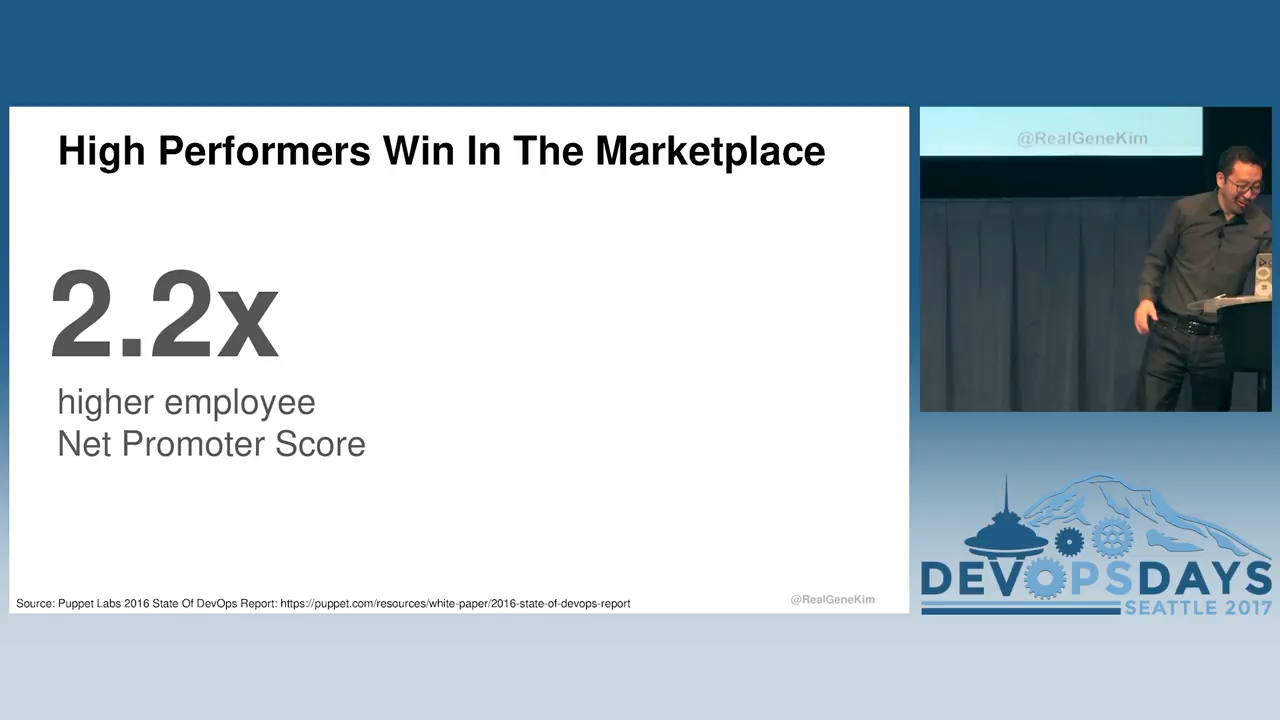 High Performers Win In The Marketplace
2.2x
higher employee
Net Promoter Score
Source: Puppet Labs 2016 State Of DevOps Report: https://puppet.com/resources/white-paper/2016-state-of-devops-report
@RealGeneKim
@RealGeneKim
DEVOPSDAYS
SEATTLE 2017